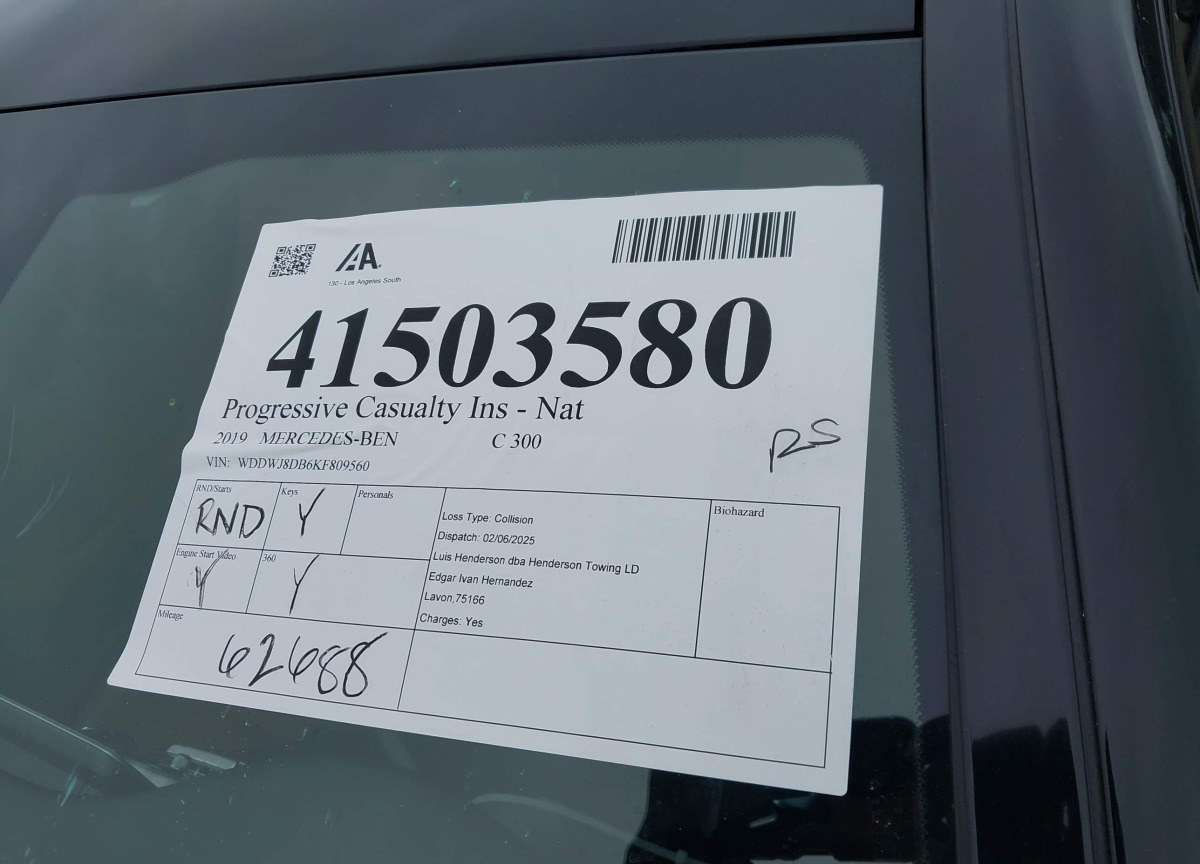 IAA
130 - Los Angeles South
41503580
Progressive Casualty Ins - Nat
2019 MERCEDES-BEN C 300
RS
VIN: WDDWJ8DB6KF809560
RND/Starts Keys Personals
RND Y
Engine Start Video 360
Y Y
Mileage
62688
Loss Type: Collision
Dispatch: 02/06/2025
Luis Henderson dba Henderson Towing LD
Edgar Ivan Hernandez
Lavon,75166
Charges: Yes
Biohazard